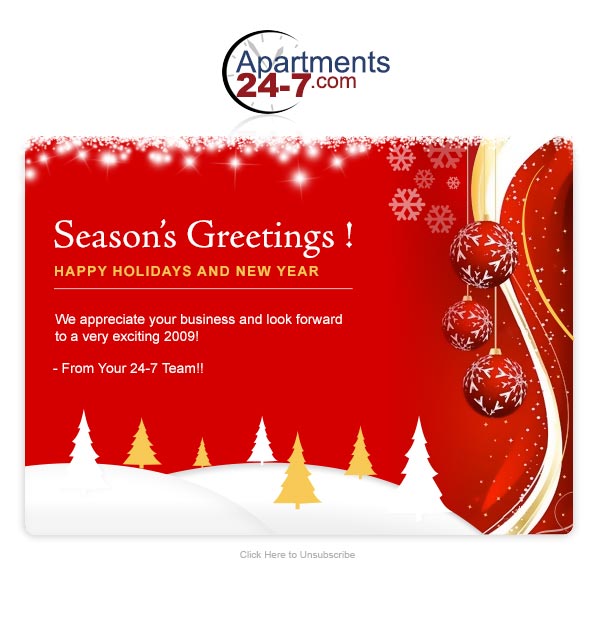 Apartments
24-7.com
Season's Greetings !
HAPPY HOLIDAYS AND NEW YEAR
We appreciate your business and look forward
to a very exciting 2009!
- From Your 24-7 Team!!
Click Here to Unsubscribe